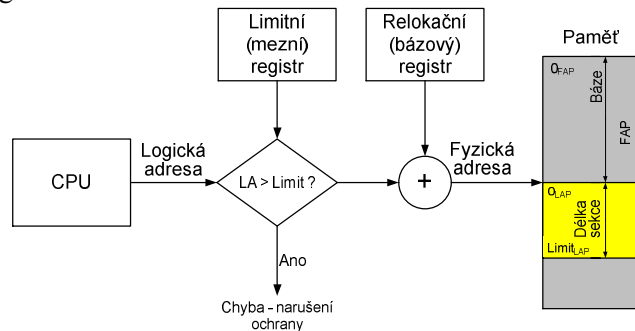 Limitní
(mezní)
registr
Relokační
(bázový)
registr
Paměť
0FAP
Báze
FAP
CPU
Logická
adresa
LA > Limit ?
+
Fyzická
adresa
0LAP
Délka
sekce
LimitLAP
Ano
Chyba - narušení
ochrany